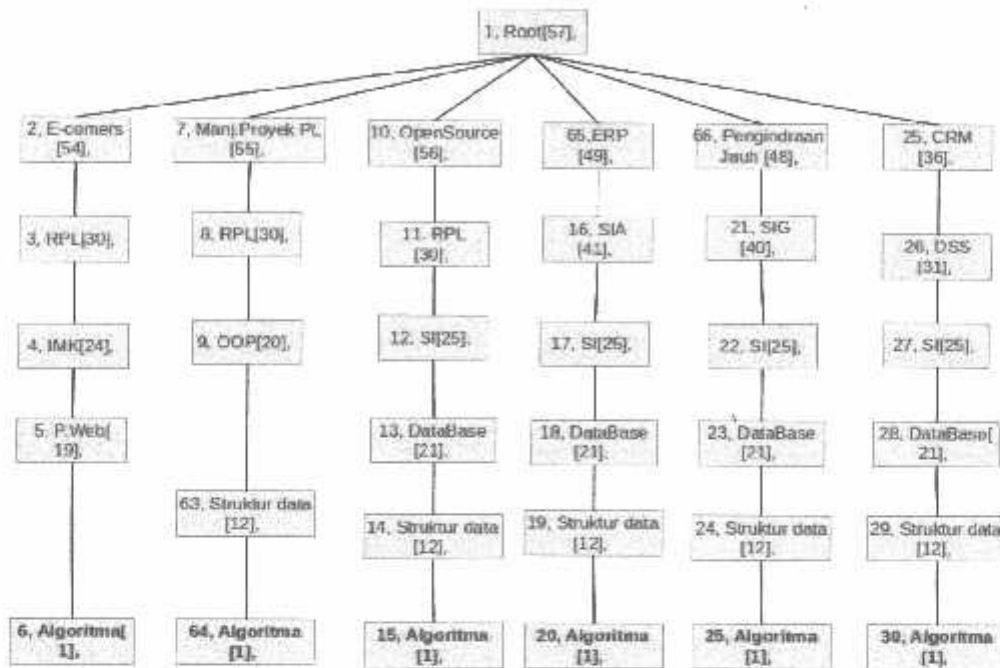 1, Root[57],
2, E-comers
[54],
7, Manj.Proyek PL
[55],
10, OpenSource
[56],
65,ERP
[49],
66, Pengindraan
Jauh [48],
25, CRM
[36],
3, RPL[30],
8, RPL[30],
11. RPL
[30],
16, SIA
[41],
21, SIG
[40],
26, DSS
[31],
4, IMK[24],
9, OOP[20],
12, SI[25],
17, SI[25],
22, SI[25],
27, SI[25],
5, P.Web[
19],
13, DataBase
[21],
18, DataBase
[21],
23, DataBase
[21],
28, DataBase[
21],
63, Struktur data
[12],
14, Struktur data
[12],
19, Struktur data
[12],
24, Struktur data
[12],
29, Struktur data
[12],
6, Algoritma[
1],
64, Algoritma
[1],
15, Algoritma
[1],
20, Algoritma
[1],
25, Algoritma
[1],
30, Algoritma
[1],